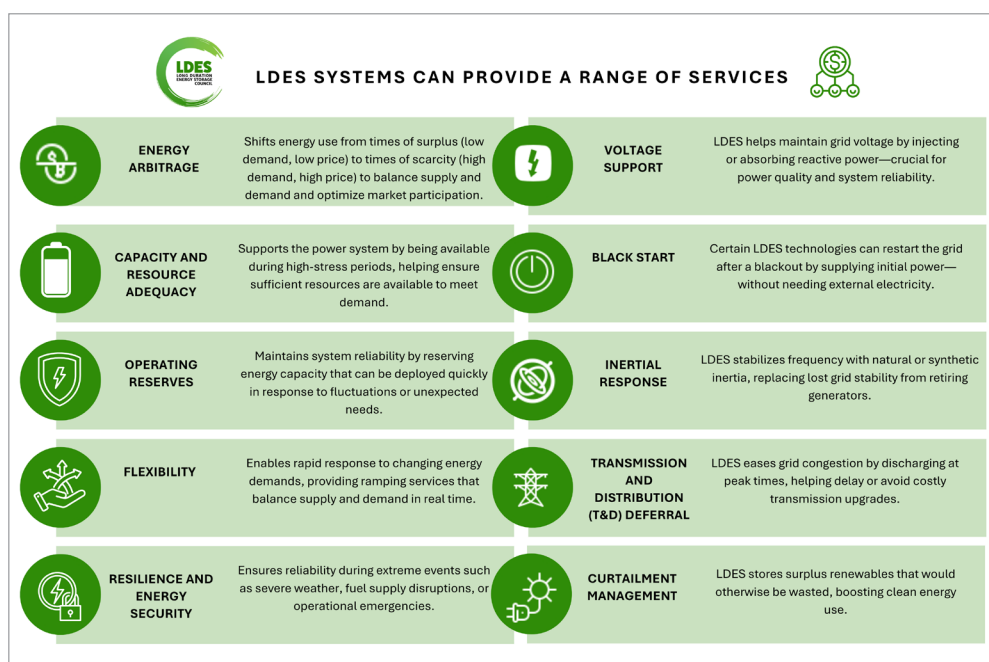 LDES
LONG DURATION
ENERGY STORAGE
COUNCIL
LDES SYSTEMS CAN PROVIDE A RANGE OF SERVICES
ENERGY
ARBITRAGE
Shifts energy use from times of surplus (low
demand, low price) to times of scarcity (high
demand, high price) to balance supply and
demand and optimize market participation.
VOLTAGE
SUPPORT
LDES helps maintain grid voltage by injecting
or absorbing reactive power—crucial for
power quality and system reliability.
CAPACITY AND
RESOURCE
ADEQUACY
Supports the power system by being available
during high-stress periods, helping ensure
sufficient resources are available to meet
demand.
BLACK START
Certain LDES technologies can restart the grid
after a blackout by supplying initial power—
without needing external electricity.
OPERATING
RESERVES
Maintains system reliability by reserving
energy capacity that can be deployed quickly
in response to fluctuations or unexpected
needs.
INERTIAL
RESPONSE
LDES stabilizes frequency with natural or synthetic
inertia, replacing lost grid stability from retiring
generators.
FLEXIBILITY
Enables rapid response to changing energy
demands, providing ramping services that
balance supply and demand in real time.
TRANSMISSION
AND
DISTRIBUTION
(T&D) DEFERRAL
LDES eases grid congestion by discharging at
peak times, helping delay or avoid costly
transmission upgrades.
RESILIENCE AND
ENERGY
SECURITY
Ensures reliability during extreme events such
as severe weather, fuel supply disruptions, or
operational emergencies.
CURTAILMENT
MANAGEMENT
LDES stores surplus renewables that would
otherwise be wasted, boosting clean energy
use.